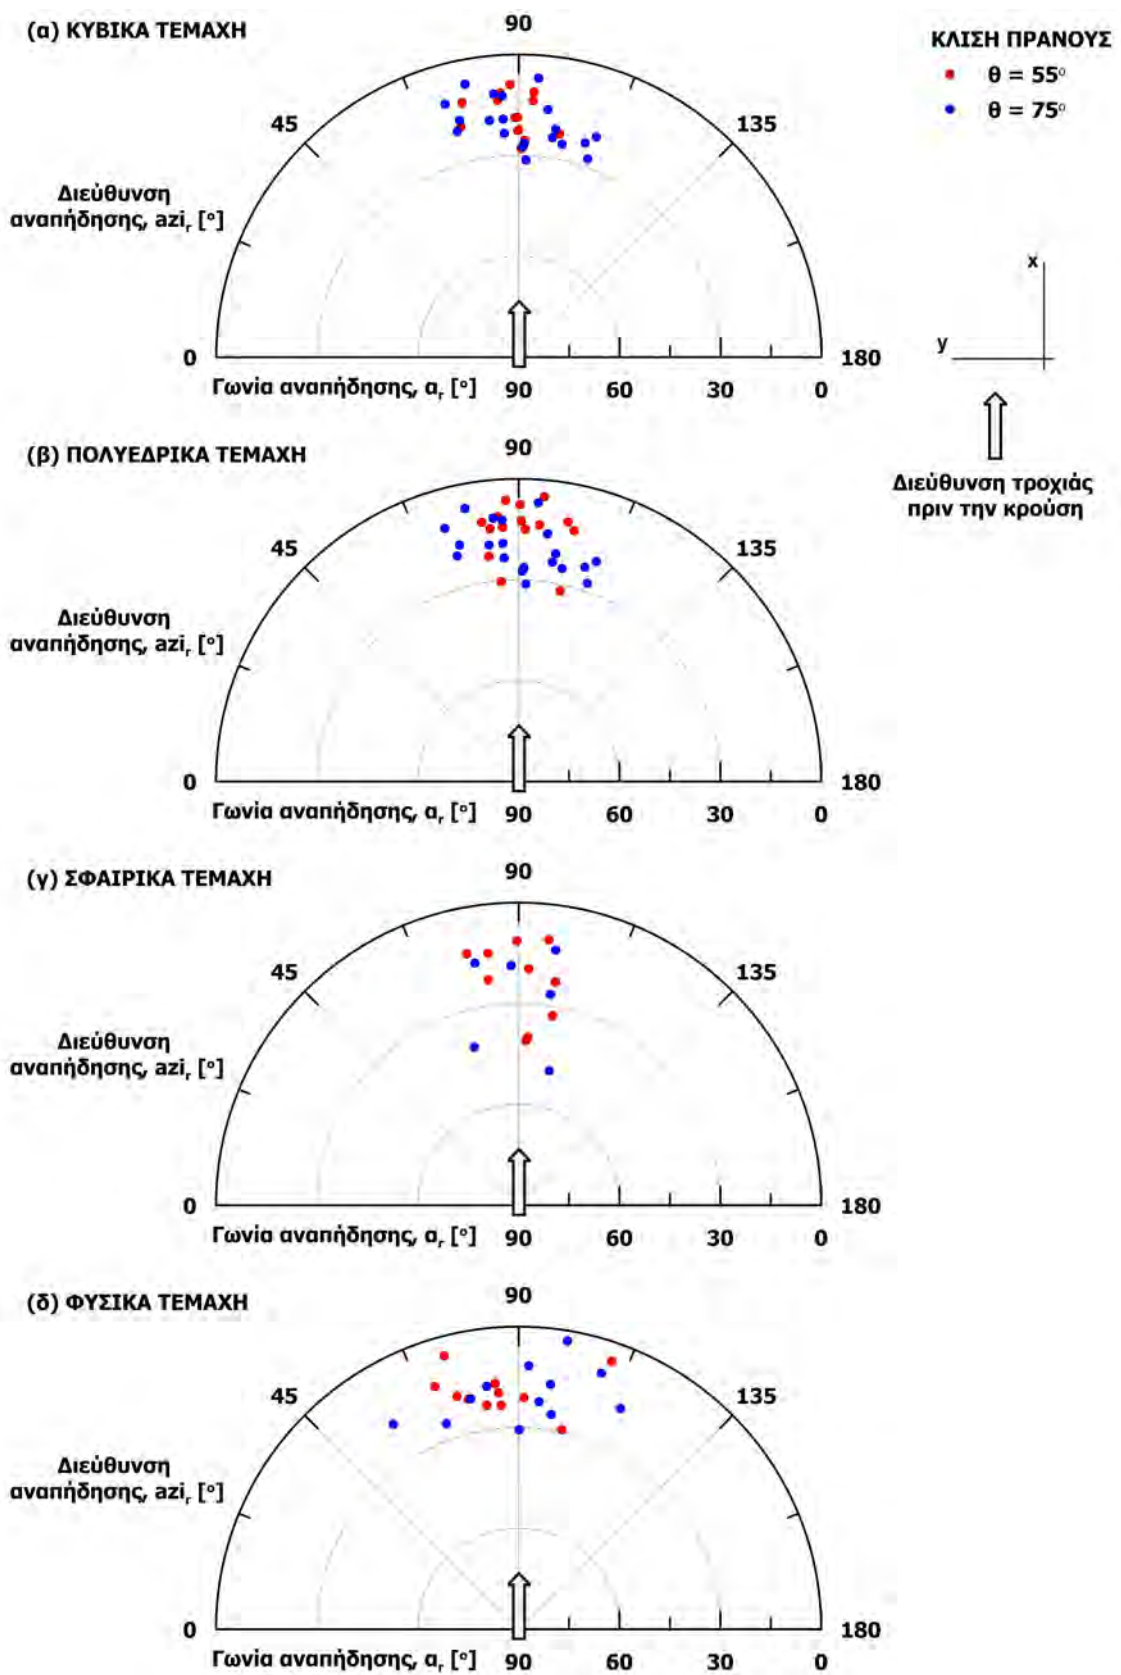 (α) ΚΥΒΙΚΑ ΤΕΜΑΧΗ
90
ΚΛΙΣΗ ΠΡΑΝΟΥΣ
θ = 55°
θ = 75°
45
135
Διεύθυνση
αναπήδησης, azi_r [°]
0
180
Γωνία αναπήδησης, α_r [°]
90
60
30
0
x
y
Διεύθυνση τροχιάς
πριν την κρούση
(β) ΠΟΛΥΕΔΡΙΚΑ ΤΕΜΑΧΗ
90
45
135
Διεύθυνση
αναπήδησης, azi_r [°]
0
180
Γωνία αναπήδησης, α_r [°]
90
60
30
0
(γ) ΣΦΑΙΡΙΚΑ ΤΕΜΑΧΗ
90
45
135
Διεύθυνση
αναπήδησης, azi_r [°]
0
180
Γωνία αναπήδησης, α_r [°]
90
60
30
0
(δ) ΦΥΣΙΚΑ ΤΕΜΑΧΗ
90
45
135
Διεύθυνση
αναπήδησης, azi_r [°]
0
180
Γωνία αναπήδησης, α_r [°]
90
60
30
0